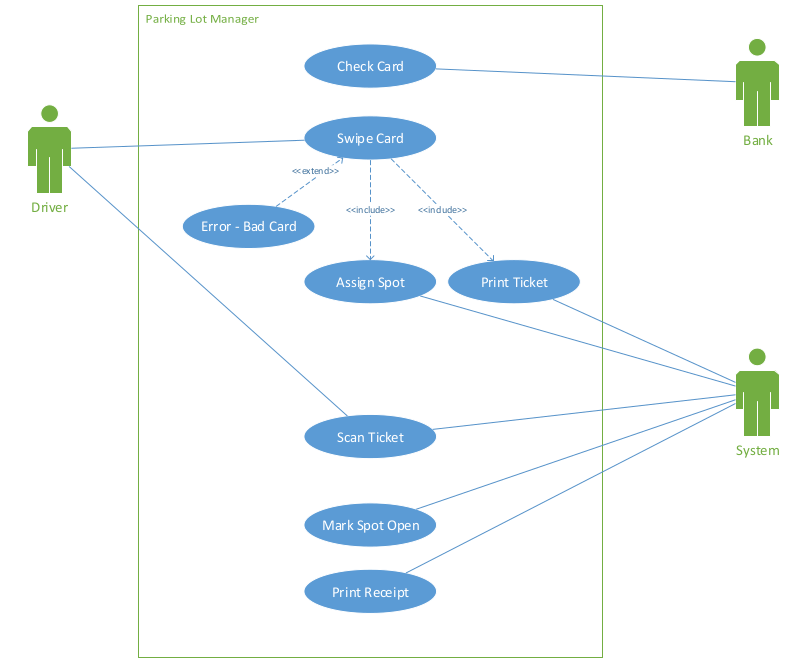 Parking Lot Manager
Check Card
Bank
Swipe Card
Driver
<<extend>>
Error - Bad Card
<<include>>
<<include>>
Assign Spot
Print Ticket
System
Scan Ticket
Mark Spot Open
Print Receipt